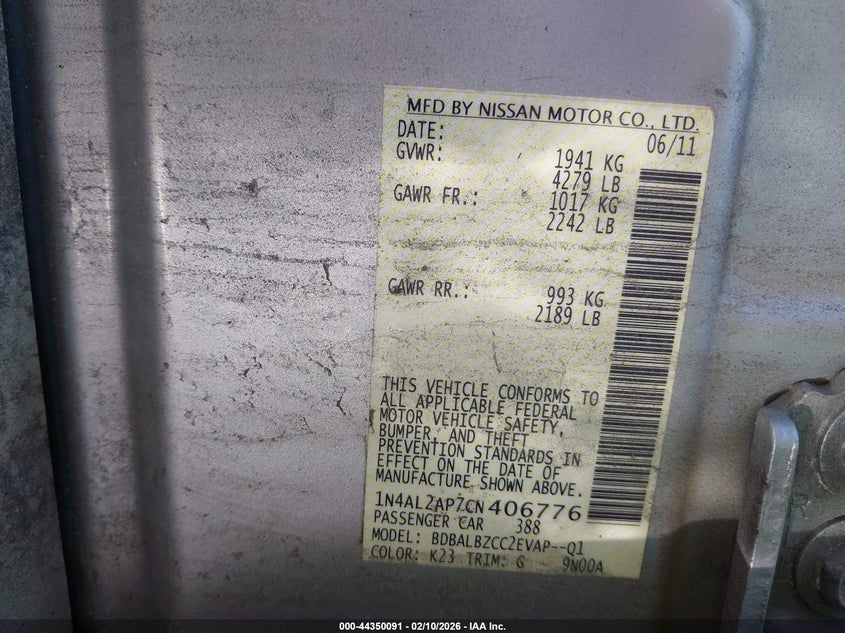 MFD BY NISSAN MOTOR CO., LTD.
DATE: 06/11
GVWR: 1941 KG
4279 LB
GAWR FR.: 1017 KG
2242 LB
GAWR RR.: 993 KG
2189 LB
THIS VEHICLE CONFORMS TO
ALL APPLICABLE FEDERAL
MOTOR VEHICLE SAFETY,
BUMPER, AND THEFT
PREVENTION STANDARDS IN
EFFECT ON THE DATE OF
MANUFACTURE SHOWN ABOVE.
1N4AL2AP7CN406776
PASSENGER CAR 388
MODEL: BDBALBZCC2EVAP--Q1
COLOR: K23 TRIM: G 9N00A
000-44350091 — 02/10/2026 — IAA Inc.